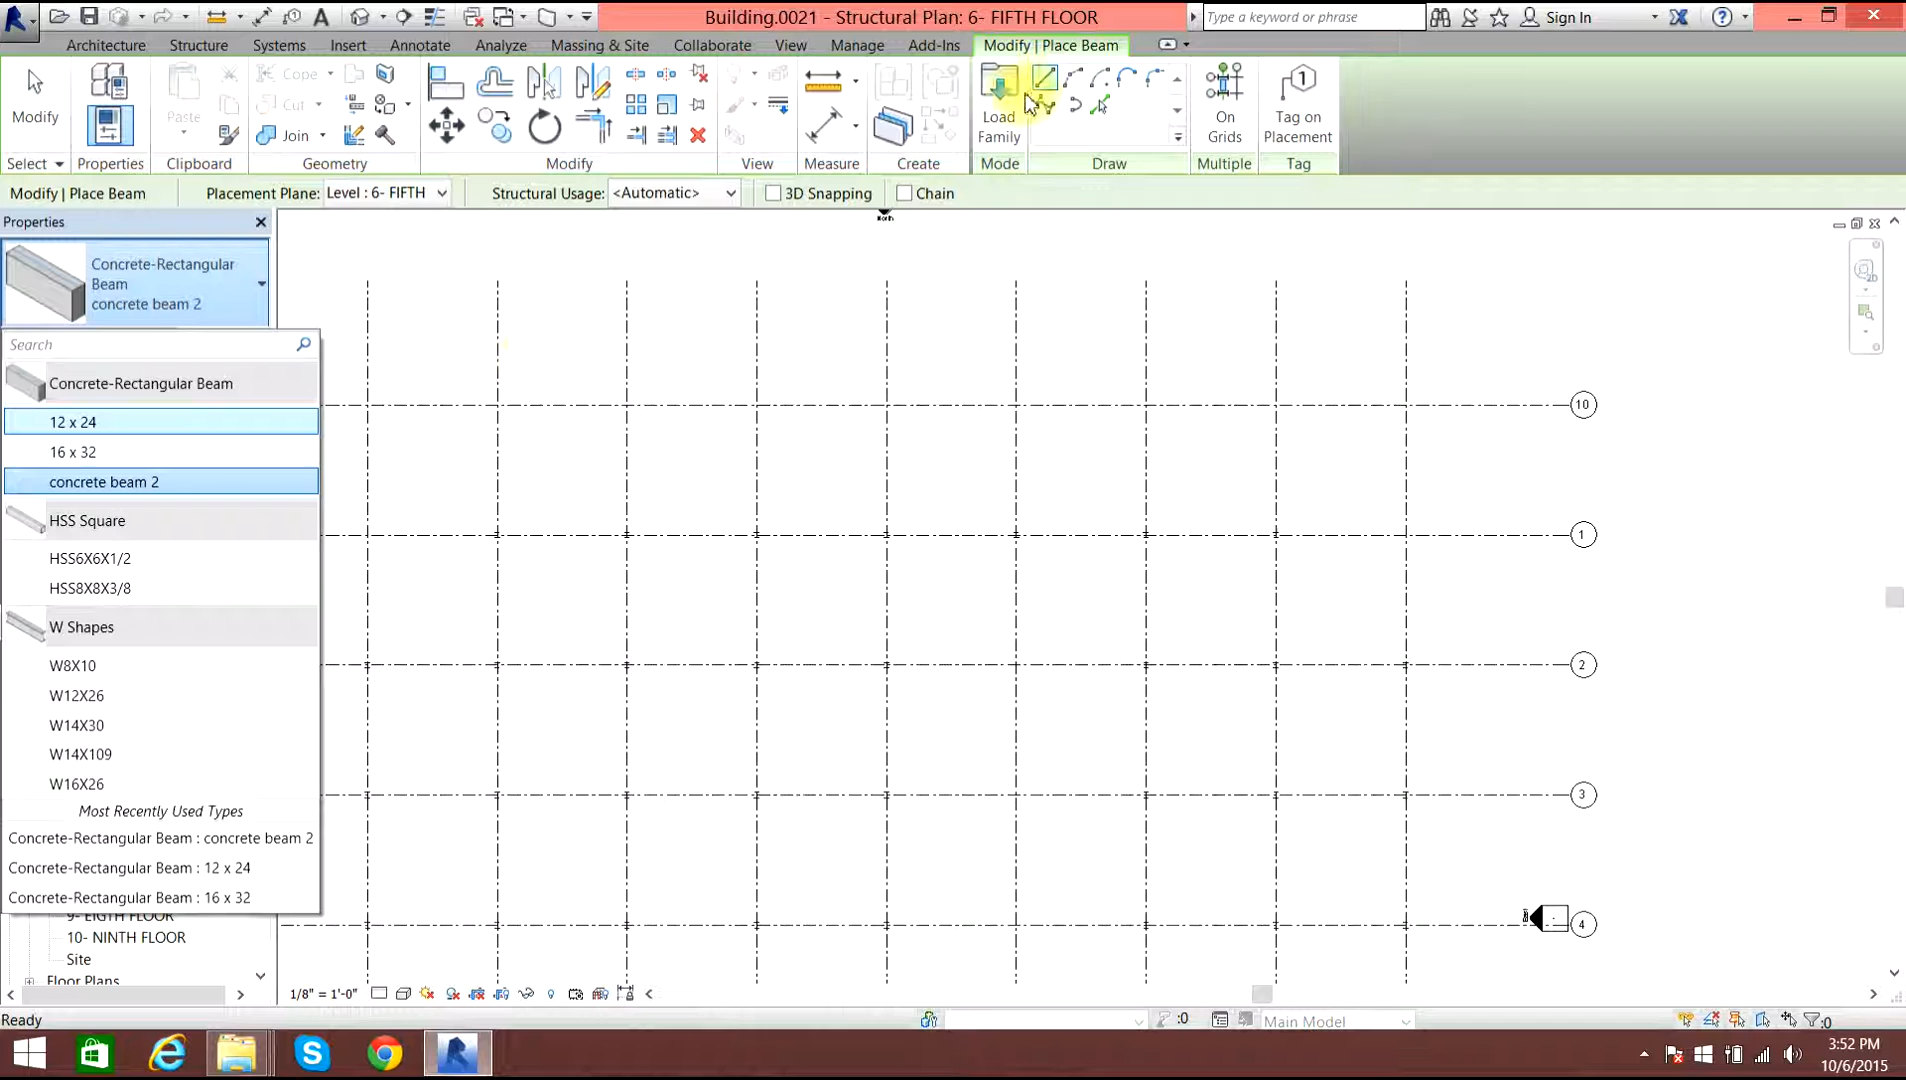 Building.0021 - Structural Plan: 6- FIFTH FLOOR
Type a keyword or phrase
Sign In
Architecture Structure Systems Insert Annotate Analyze Massing & Site Collaborate View Manage Add-Ins Modify | Place Beam
Modify
Paste
Cope
Cut
Join
Load Family
On Grids
Tag on Placement
Select Properties Clipboard Geometry Modify View Measure Create Mode Draw Multiple Tag
Modify | Place Beam Placement Plane: Level : 6- FIFTH Structural Usage: <Automatic> 3D Snapping Chain
Properties
Concrete-Rectangular
Beam
concrete beam 2
Search
Concrete-Rectangular Beam
12 x 24
16 x 32
concrete beam 2
HSS Square
HSS6X6X1/2
HSS8X8X3/8
W Shapes
W8X10
W12X26
W14X30
W14X109
W16X26
Most Recently Used Types
Concrete-Rectangular Beam : concrete beam 2
Concrete-Rectangular Beam : 12 x 24
Concrete-Rectangular Beam : 16 x 32
9- EIGTH FLOOR
10- NINTH FLOOR
Site
Floor Plans
North
10
1
2
3
4
1/8" = 1'-0"
Ready
:0
Main Model
:0
3:52 PM
10/6/2015